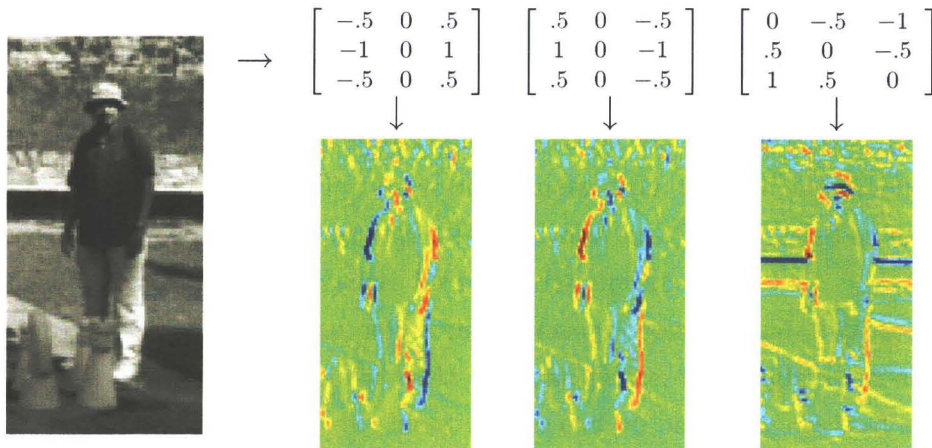 → [ −.5 0 .5 ] [ .5 0 −.5 ] [ 0 −.5 −1 ]
[ −1 0 1 ] [ 1 0 −1 ] [ .5 0 −.5 ]
[ −.5 0 .5 ] [ .5 0 −.5 ] [ 1 .5 0 ]